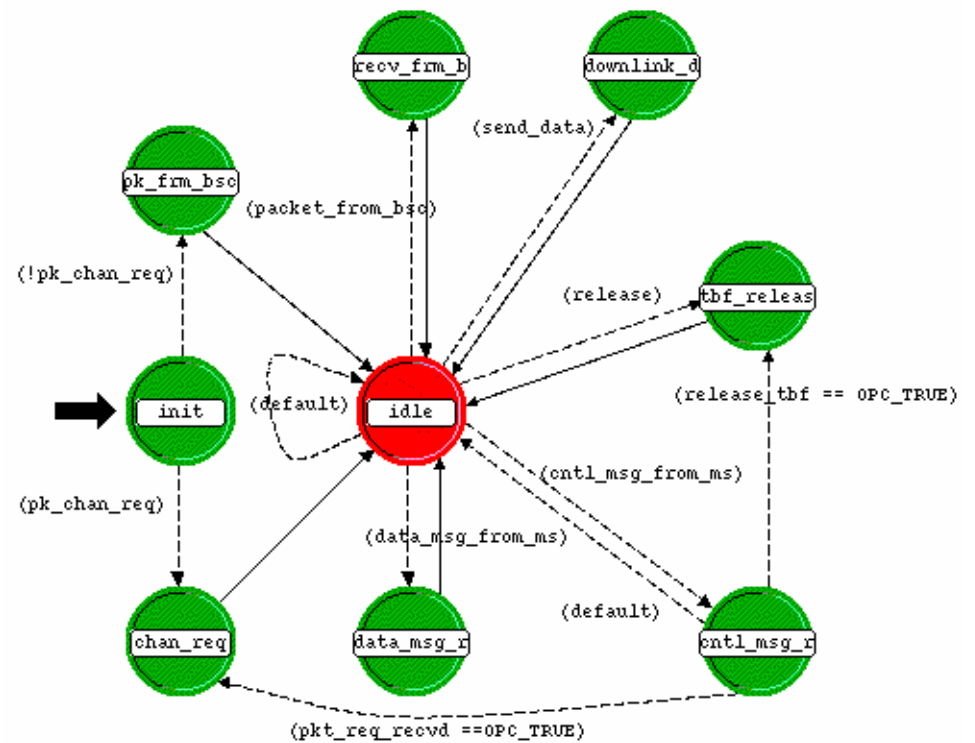 recv_frm_b
downlink_d
(send_data)
pk_frm_bsc
(packet_from_bsc)
(!pk_chan_req)
(release)
tbf_releas
init
(default)
idle
(release_tbf == OPC_TRUE)
(cntl_msg_from_ms)
(pk_chan_req)
(data_msg_from_ms)
(default)
chan_req
data_msg_r
cntl_msg_r
(pkt_req_recvd ==OPC_TRUE)